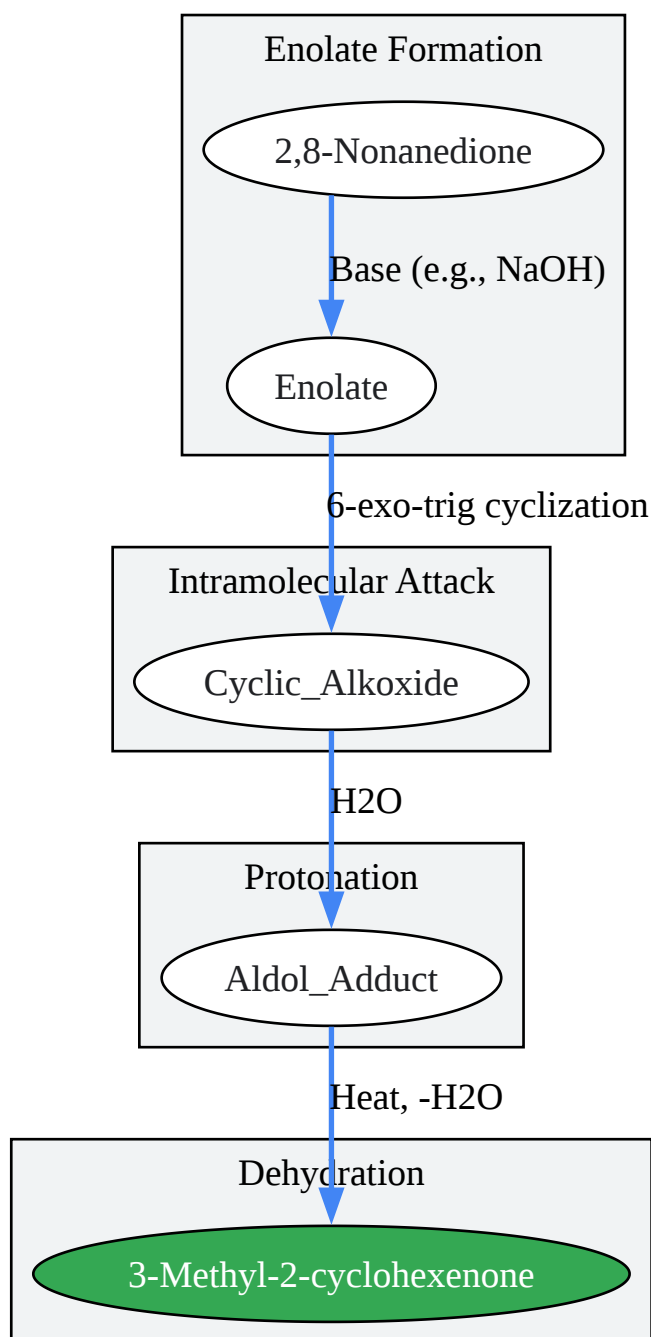 Enolate Formation
2,8-Nonanedione
Base (e.g., NaOH)
Enolate
6-exo-trig cyclization
Intramolecular Attack
Cyclic_Alkoxide
H2O
Protonation
Aldol_Adduct
Heat, -H2O
Dehydration
3-Methyl-2-cyclohexenone